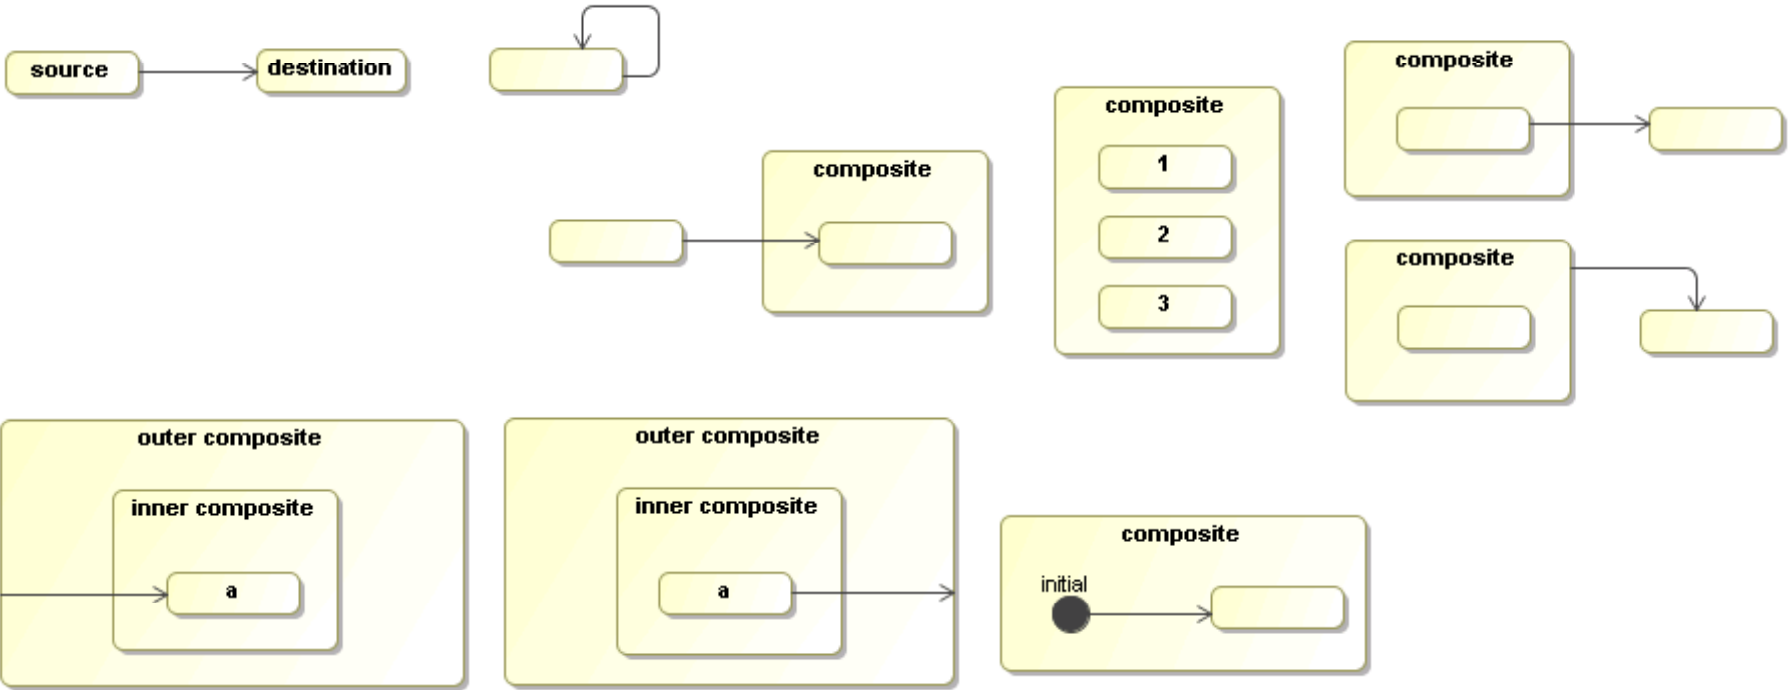 source
destination
composite
composite
1
2
3
composite
composite
outer composite
inner composite
a
outer composite
inner composite
a
composite
initial